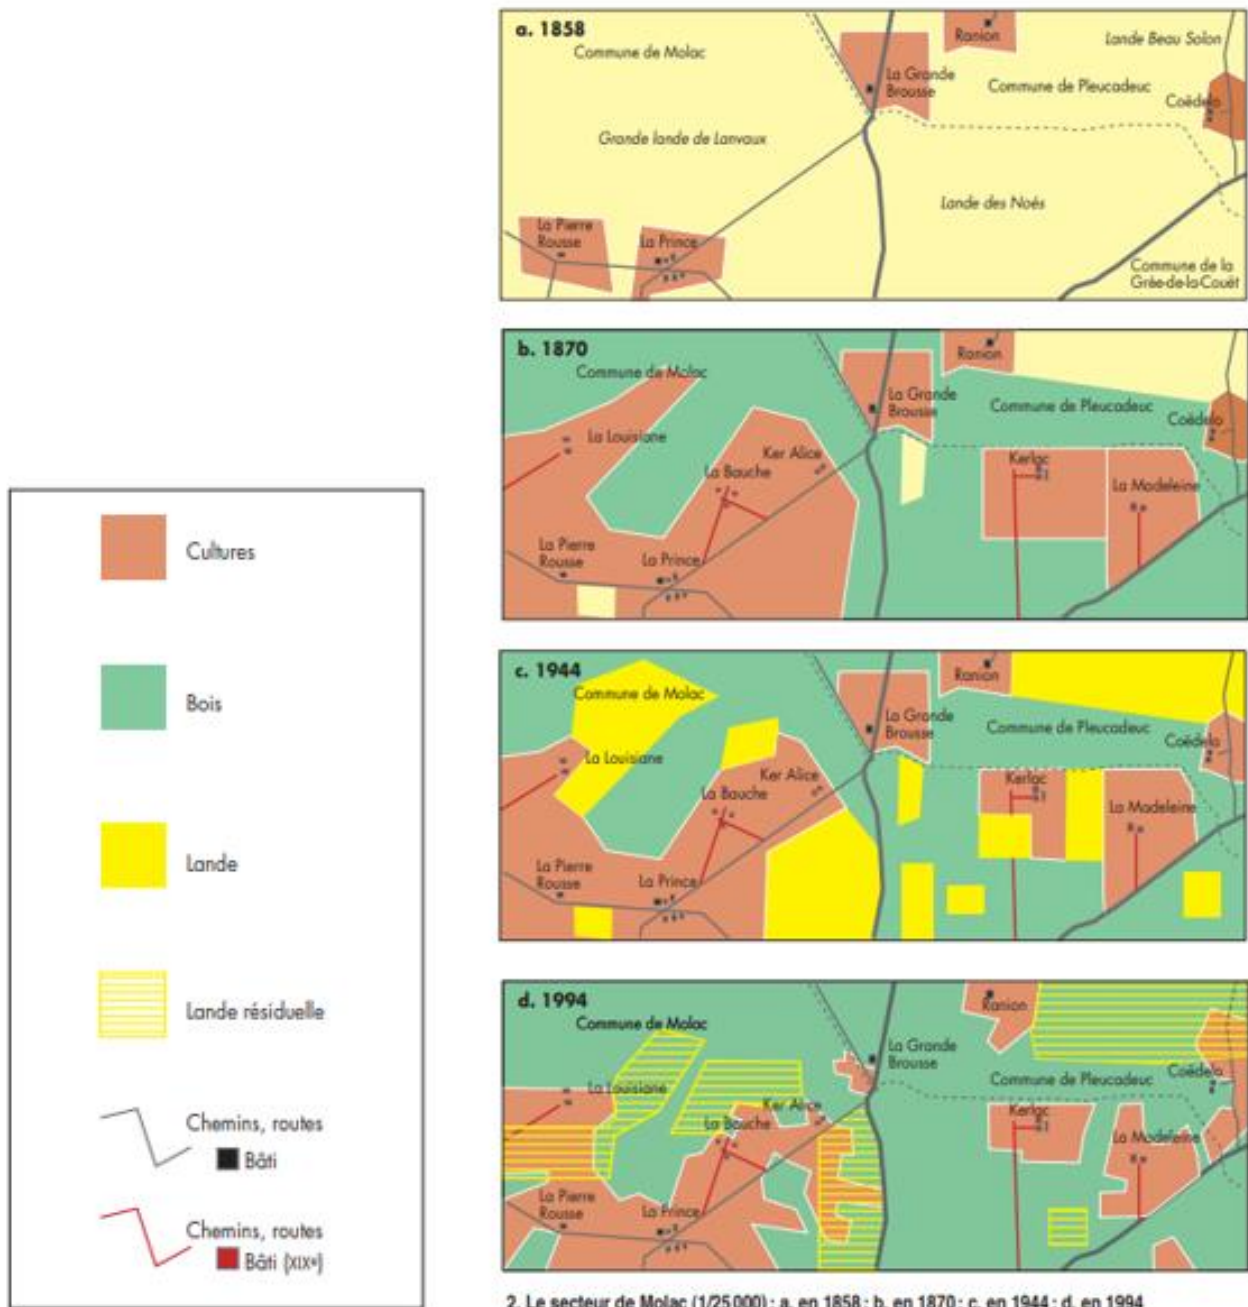 a. 1858
Commune de Molac
Ranion
Lande Beau Solon
La Grande
Brousse
Commune de Pleucadeuc
Coëdelo
Grande lande de Lanvaux
Lande des Noés
La Pierre
Rousse
La Prince
Commune de la
Grée-de-la-Couët
b. 1870
Commune de Molac
Ranion
La Grande
Brousse
Commune de Pleucadeuc
Coëdelo
La Louisiane
Ker Alice
Kerlac
La Bauche
La Madeleine
La Pierre
Rousse
La Prince
c. 1944
Commune de Molac
Ranion
La Grande
Brousse
Commune de Pleucadeuc
Coëdelo
La Louisiane
Ker Alice
Kerlac
La Bauche
La Madeleine
La Pierre
Rousse
La Prince
d. 1994
Commune de Molac
Ranion
La Grande
Brousse
Commune de Pleucadeuc
Coëdelo
La Louisiane
Ker Alice
Kerlac
La Bauche
La Madeleine
La Pierre
Rousse
La Prince
Cultures
Bois
Lande
Lande résiduelle
Chemins, routes
Bâti
Chemins, routes
Bâti (XIXe)
2. Le secteur de Molac (1/25 000) : a. en 1858 ; b. en 1870 ; c. en 1944 ; d. en 1994